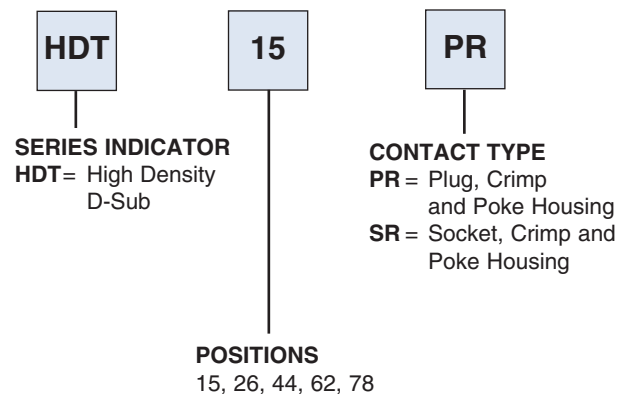 HDT 15 PR
SERIES INDICATOR
HDT= High Density
D-Sub
CONTACT TYPE
PR = Plug, Crimp
and Poke Housing
SR = Socket, Crimp and
Poke Housing
POSITIONS
15, 26, 44, 62, 78